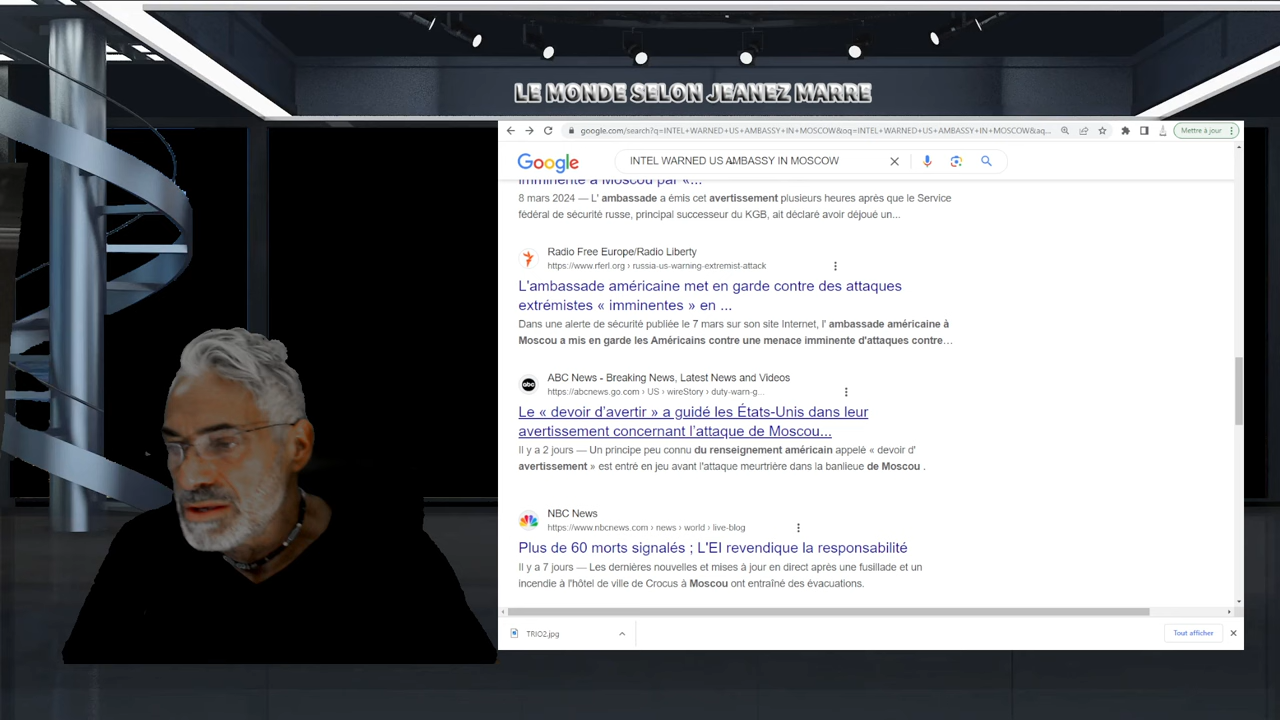 LE MONDE SELON JEANEZ MARRE
google.com/search?q=INTEL+WARNED+US+AMBASSY+IN+MOSCOW&oq=INTEL+WARNED+US+AMBASSY+IN+MOSCOW&aq...
Mettre à jour
Google
INTEL WARNED US AMBASSY IN MOSCOW
imminente à Moscou par «...
8 mars 2024 — L' ambassade a émis cet avertissement plusieurs heures après que le Service
fédéral de sécurité russe, principal successeur du KGB, ait déclaré avoir déjoué un...
Radio Free Europe/Radio Liberty
https://www.rferl.org › russia-us-warning-extremist-attack
L'ambassade américaine met en garde contre des attaques
extrémistes « imminentes » en ...
Dans une alerte de sécurité publiée le 7 mars sur son site Internet, l' ambassade américaine à
Moscou a mis en garde les Américains contre une menace imminente d'attaques contre...
abc
ABC News - Breaking News, Latest News and Videos
https://abcnews.go.com › US › wireStory › duty-warn-g...
Le « devoir d'avertir » a guidé les États-Unis dans leur
avertissement concernant l'attaque de Moscou...
Il y a 2 jours — Un principe peu connu du renseignement américain appelé « devoir d'
avertissement » est entré en jeu avant l'attaque meurtrière dans la banlieue de Moscou .
NBC News
https://www.nbcnews.com › news › world › live-blog
Plus de 60 morts signalés ; L'EI revendique la responsabilité
Il y a 7 jours — Les dernières nouvelles et mises à jour en direct après une fusillade et un
incendie à l'hôtel de ville de Crocus à Moscou ont entraîné des évacuations.
TRIO2.jpg
Tout afficher